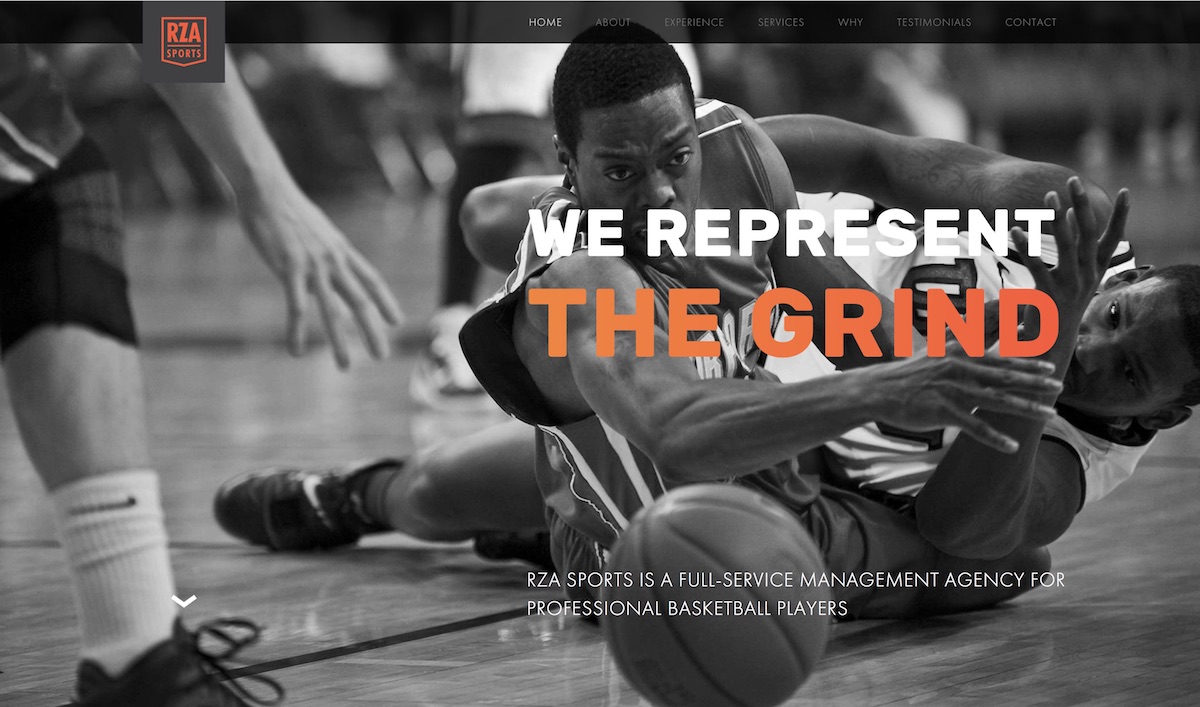 RZA
SPORTS
HOME ABOUT EXPERIENCE SERVICES WHY TESTIMONIALS CONTACT
WE REPRESENT
THE GRIND
RZA SPORTS IS A FULL-SERVICE MANAGEMENT AGENCY FOR
PROFESSIONAL BASKETBALL PLAYERS